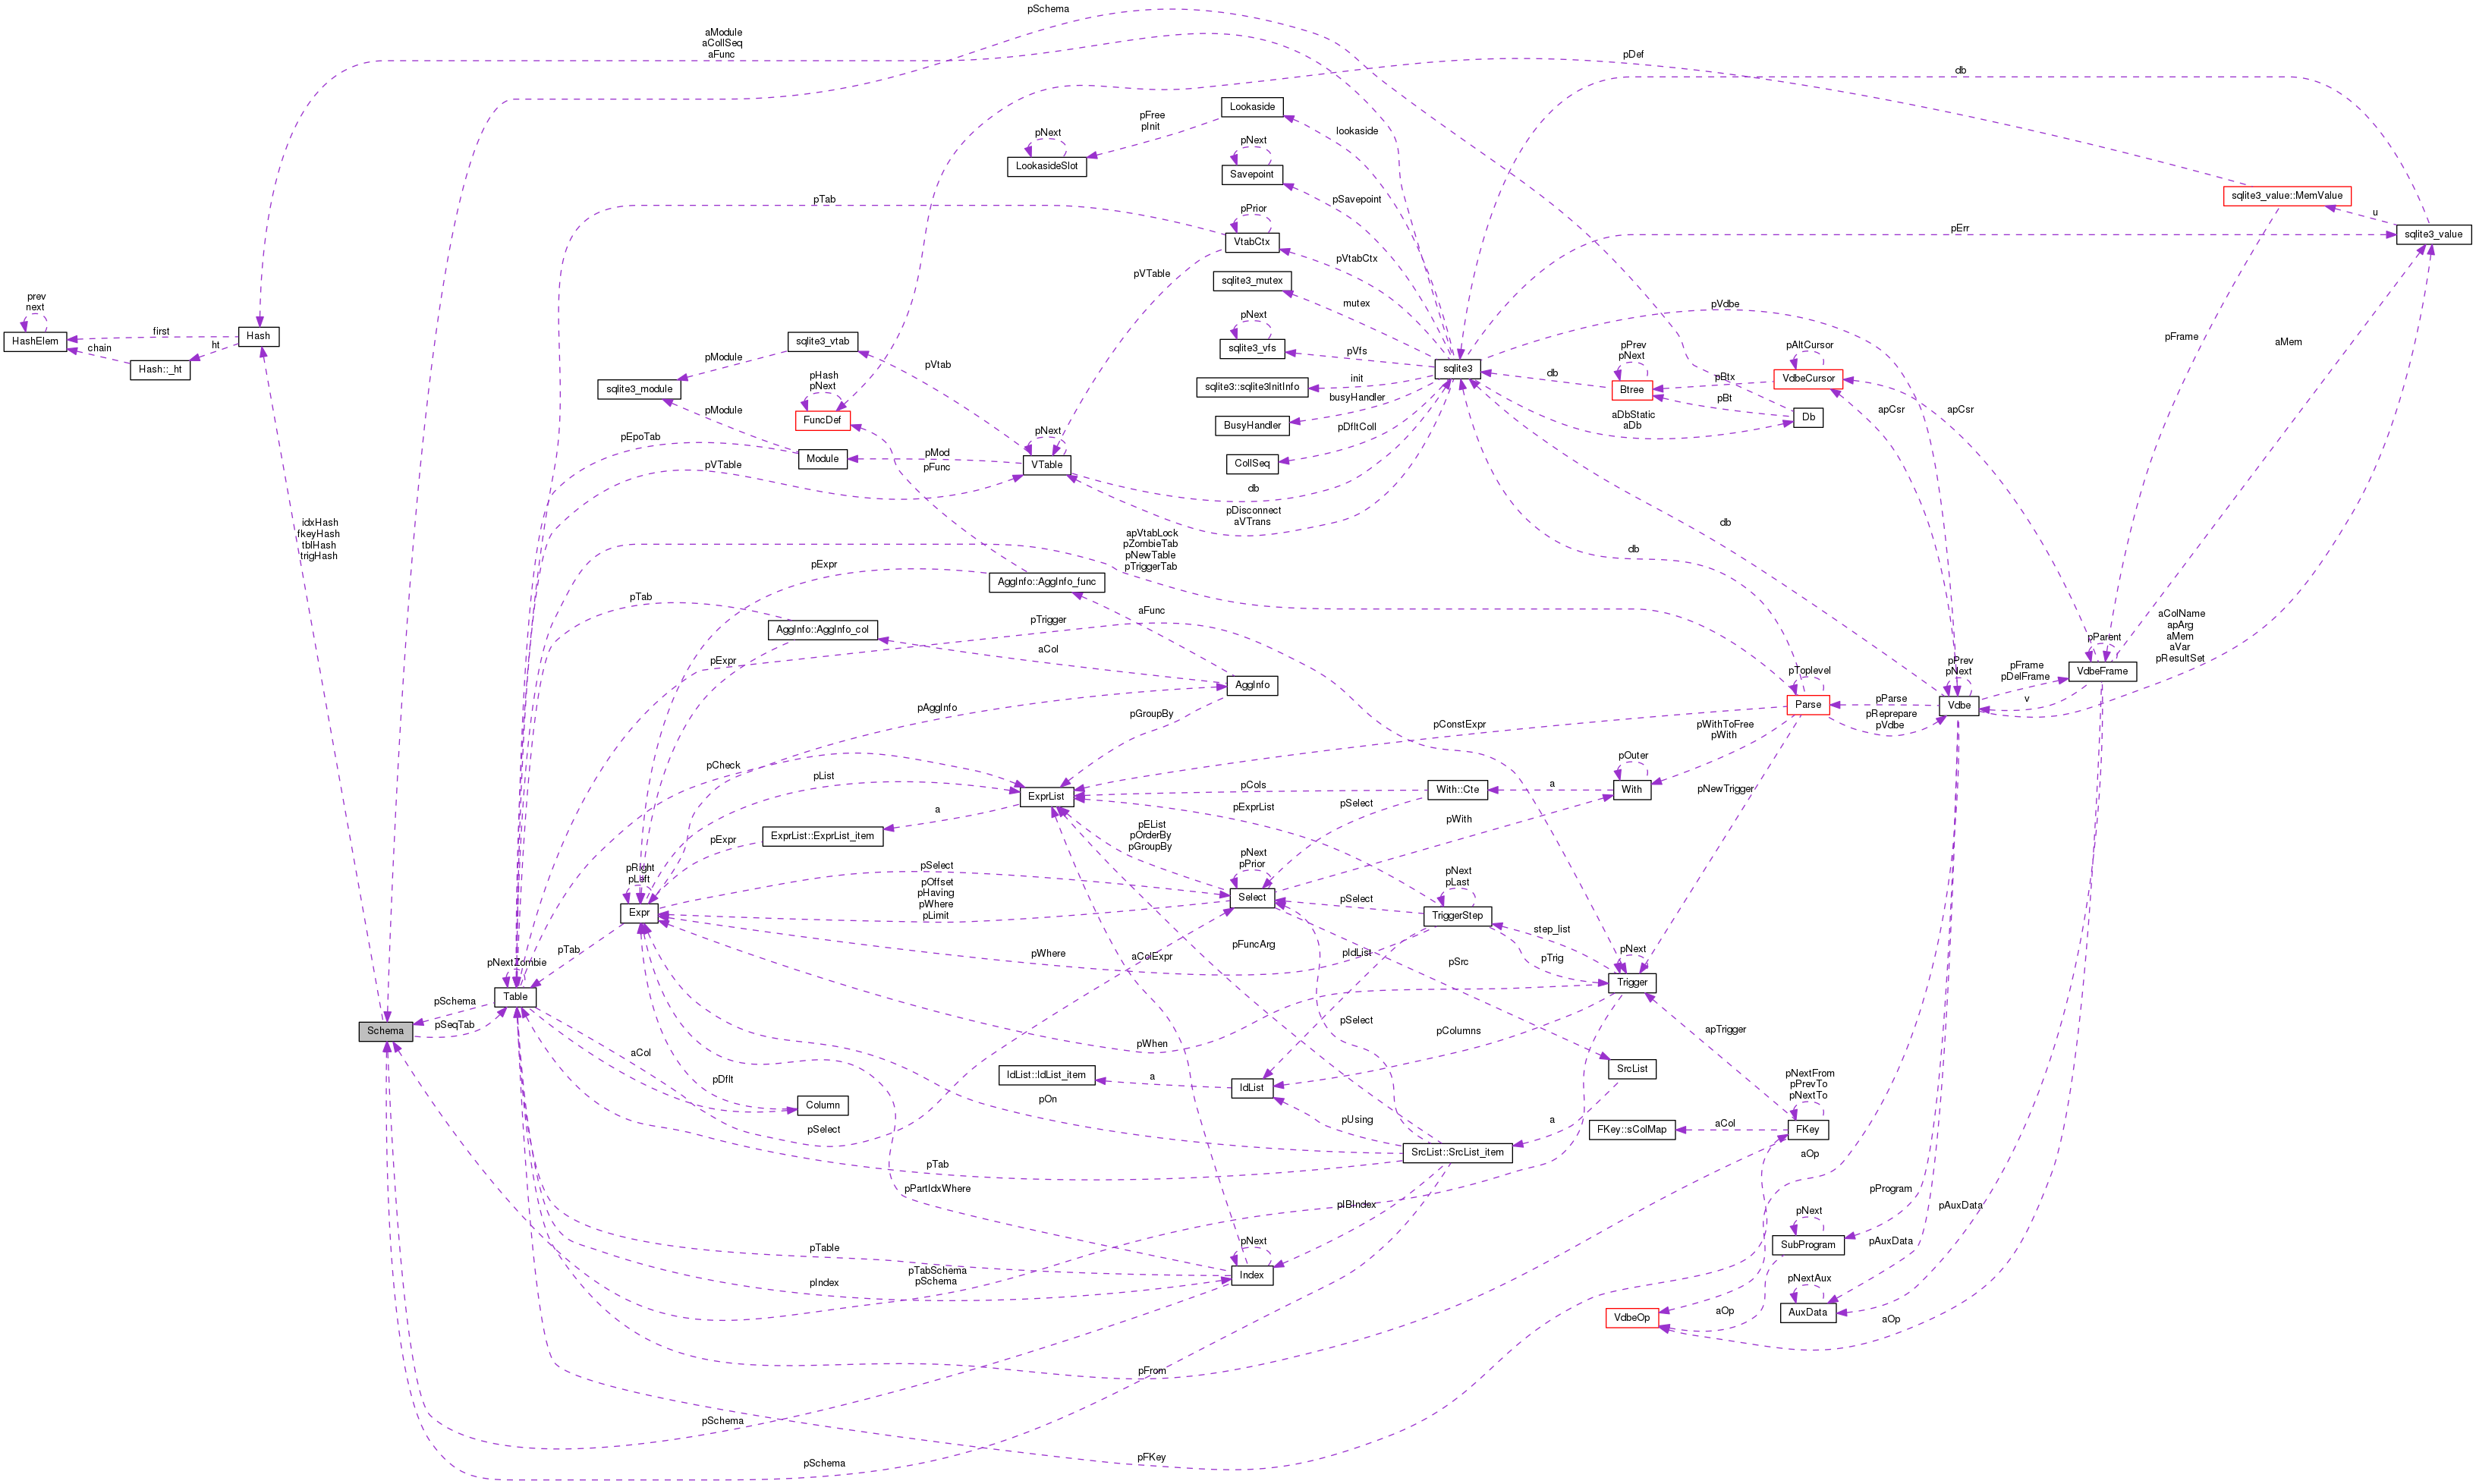 pSchema
aModule
aCollSeq
aFunc
pDef
db
Lookaside
pFree
pInit
lookaside
pNext
LookasideSlot
pNext
Savepoint
pSavepoint
sqlite3_value::MemValue
u
sqlite3_value
pTab
pPrior
VtabCtx
pErr
pVtabCtx
pVTable
sqlite3_mutex
mutex
pVdbe
prev
next
HashElem
first
Hash
chain
ht
Hash::_ht
pNext
sqlite3_vfs
pVfs
pFrame
aMem
sqlite3_vtab
pModule
pVtab
sqlite3
pPrev
pNext
db
Btree
pAltCursor
pBtx
VdbeCursor
sqlite3_module
pHash
pNext
sqlite3::sqlite3InitInfo
init
busyHandler
pBt
Db
pModule
FuncDef
BusyHandler
aDbStatic
aDb
apCsr
apCsr
pEpoTab
pDfltColl
Module
pMod
pNext
pVTable
pFunc
VTable
CollSeq
db
pDisconnect
aVTrans
idxHash
fkeyHash
tblHash
trigHash
db
apVtabLock
pZombieTab
pNewTable
pTriggerTab
db
pExpr
AggInfo::AggInfo_func
pTab
aFunc
pTrigger
AggInfo::AggInfo_col
aCol
aColName
apArg
aMem
aVar
pResultSet
pParent
VdbeFrame
pExpr
pToplevel
pPrev
pNext
pFrame
pDelFrame
AggInfo
Parse
pParse
Vdbe
v
pAggInfo
pGroupBy
pConstExpr
pWithToFree
pWith
pReprepare
pVdbe
pCheck
pList
pOuter
pCols
With::Cte
a
With
pNewTrigger
ExprList
a
pExprList
pSelect
ExprList::ExprList_item
pExpr
pEList
pOrderBy
pGroupBy
pWith
pRight
pLeft
pSelect
pNext
pPrior
pNext
pLast
Expr
pOffset
pHaving
pWhere
pLimit
Select
pSelect
TriggerStep
step_list
pTab
pWhere
aColExpr
pFuncArg
pIdList
pTrig
pNext
pNextZombie
Table
pSrc
Trigger
pSchema
Schema
pSeqTab
pSelect
pColumns
apTrigger
aCol
pWhen
IdList::IdList_item
a
IdList
SrcList
pDflt
pNextFrom
pPrevTo
pNextTo
Column
pOn
pUsing
a
FKey::sColMap
aCol
FKey
pSelect
SrcList::SrcList_item
aOp
pTab
pPartIdxWhere
pIBIndex
pProgram
pAuxData
pNext
SubProgram
pAuxData
pTable
pNext
pTabSchema
pSchema
pIndex
Index
pNextAux
AuxData
aOp
VdbeOp
aOp
pFrom
pSchema
pFKey
pSchema